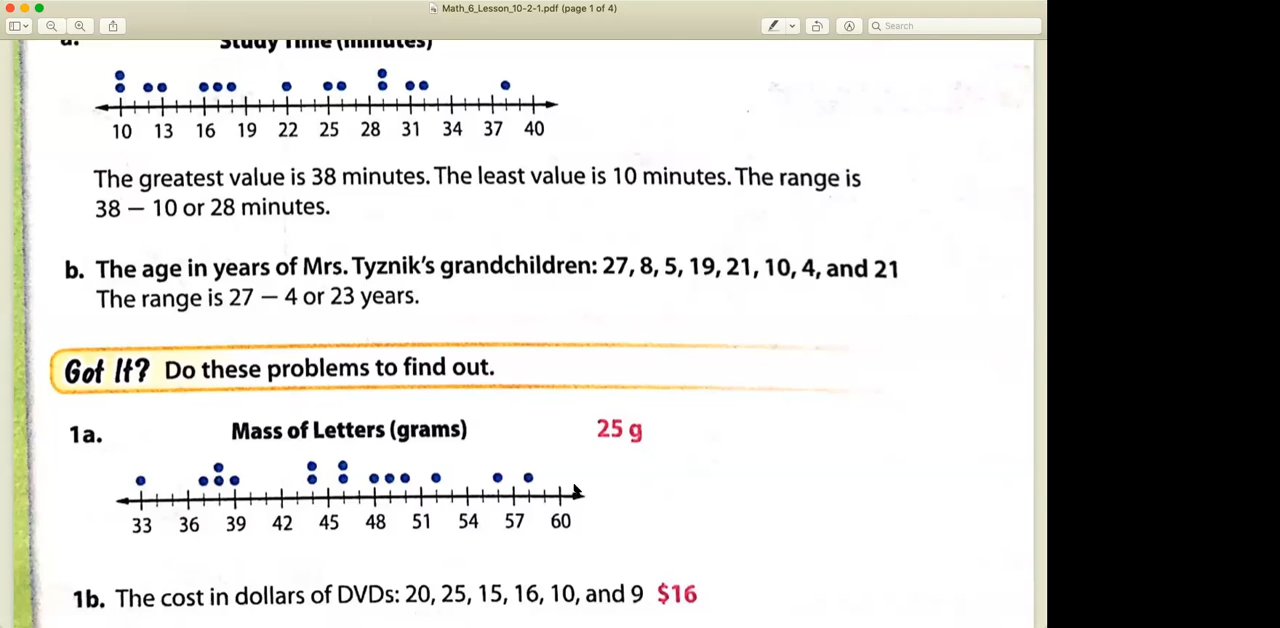 Math_6_Lesson_10-2-1.pdf (page 1 of 4)
Search
a. Study Time (minutes)
10 13 16 19 22 25 28 31 34 37 40
The greatest value is 38 minutes. The least value is 10 minutes. The range is
38 − 10 or 28 minutes.
b. The age in years of Mrs. Tyznik's grandchildren: 27, 8, 5, 19, 21, 10, 4, and 21
The range is 27 − 4 or 23 years.
Got It? Do these problems to find out.
1a. Mass of Letters (grams) 25 g
33 36 39 42 45 48 51 54 57 60
1b. The cost in dollars of DVDs: 20, 25, 15, 16, 10, and 9 $16